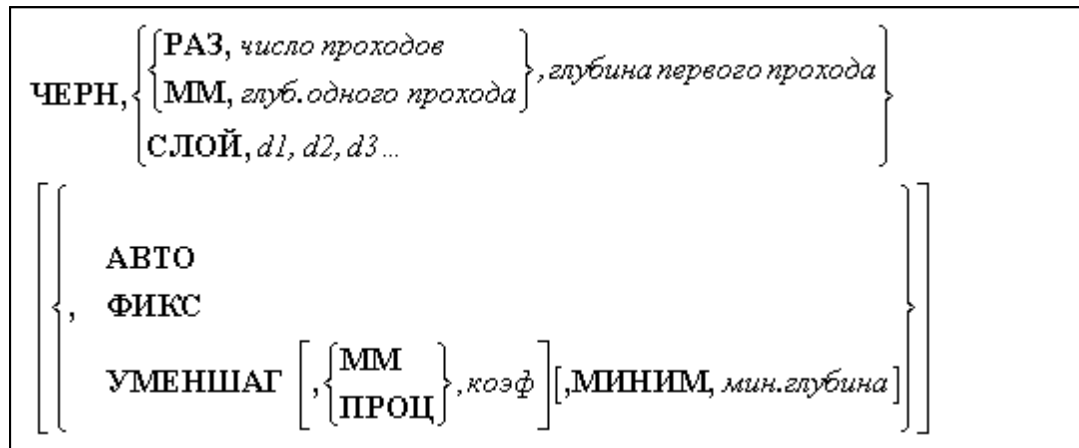 РАЗ, число проходов
ЧЕРН, ММ, глуб.одного прохода , глубина первого прохода
СЛОЙ, d1, d2, d3...
АВТО
, ФИКС
УМЕНШАГ , ММ ПРОЦ , коэф [,МИНИМ, мин.глубина]